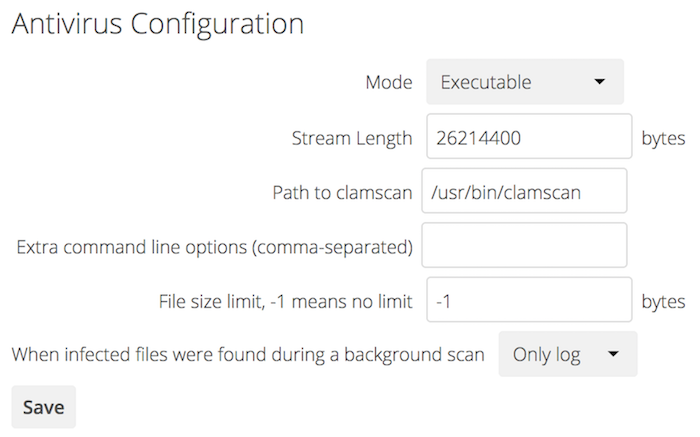 Antivirus Configuration
Mode Executable
Stream Length 26214400 bytes
Path to clamscan /usr/bin/clamscan
Extra command line options (comma-separated)
File size limit, -1 means no limit -1 bytes
When infected files were found during a background scan Only log
Save